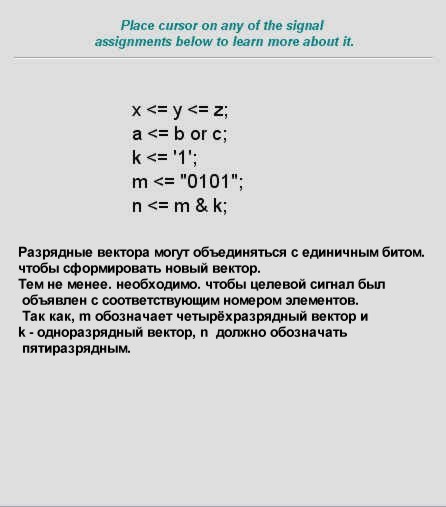 Place cursor on any of the signal
assignments below to learn more about it.
x <= y <= z;
a <= b or c;
k <= '1';
m <= "0101";
n <= m & k;
Разрядные вектора могут объединяться с единичным битом.
чтобы сформировать новый вектор.
Тем не менее. необходимо. чтобы целевой сигнал был
объявлен с соответствующим номером элементов.
Так как, m обозначает четырёхразрядный вектор и
k - одноразрядный вектор, n должно обозначать
пятиразрядным.